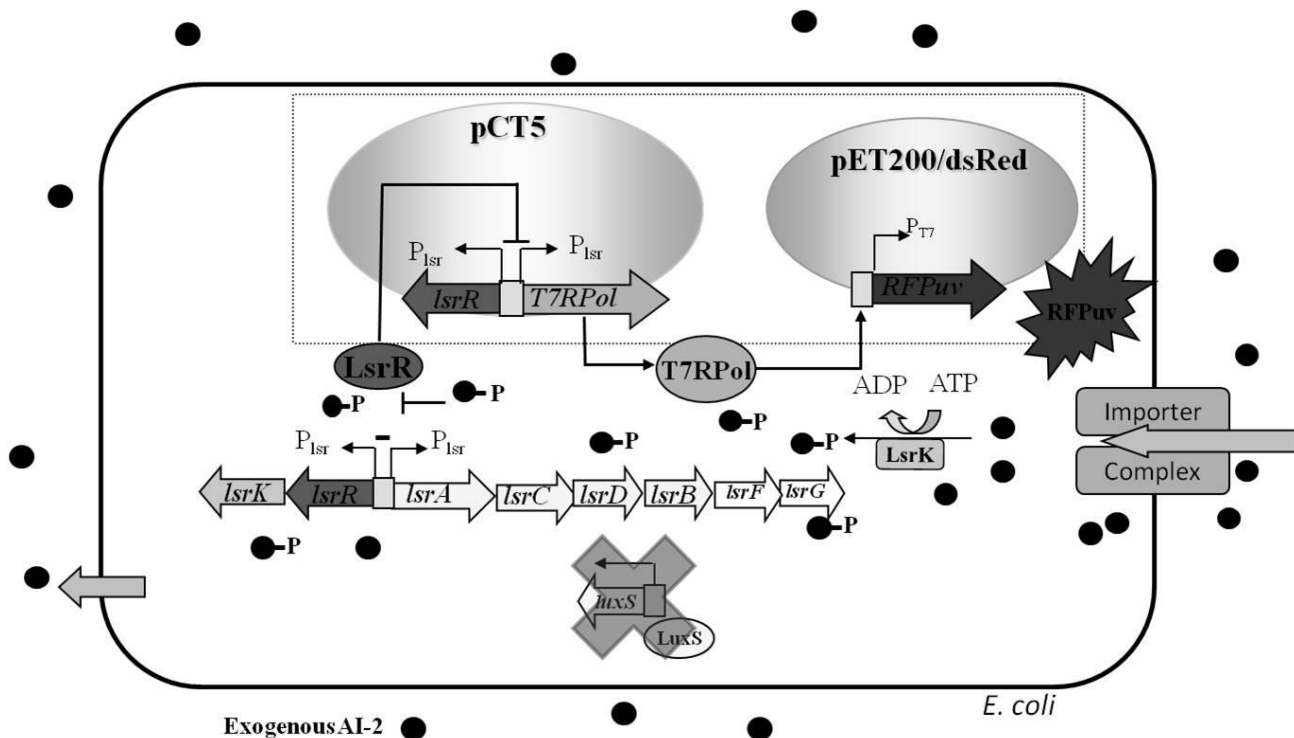 pCT5
pET200/dsRed
P_T7
P_lsr
P_lsr
lsrR
T7RPol
RFPuv
RFPuv
LsrR
T7RPol
ADP
ATP
P
P
P
P
LsrK
Importer
Complex
P_lsr
P_lsr
P
lsrK
lsrR
lsrA
lsrC
lsrD
lsrB
lsrF
lsrG
P
P
luxS
LuxS
E. coli
Exogenous AI-2